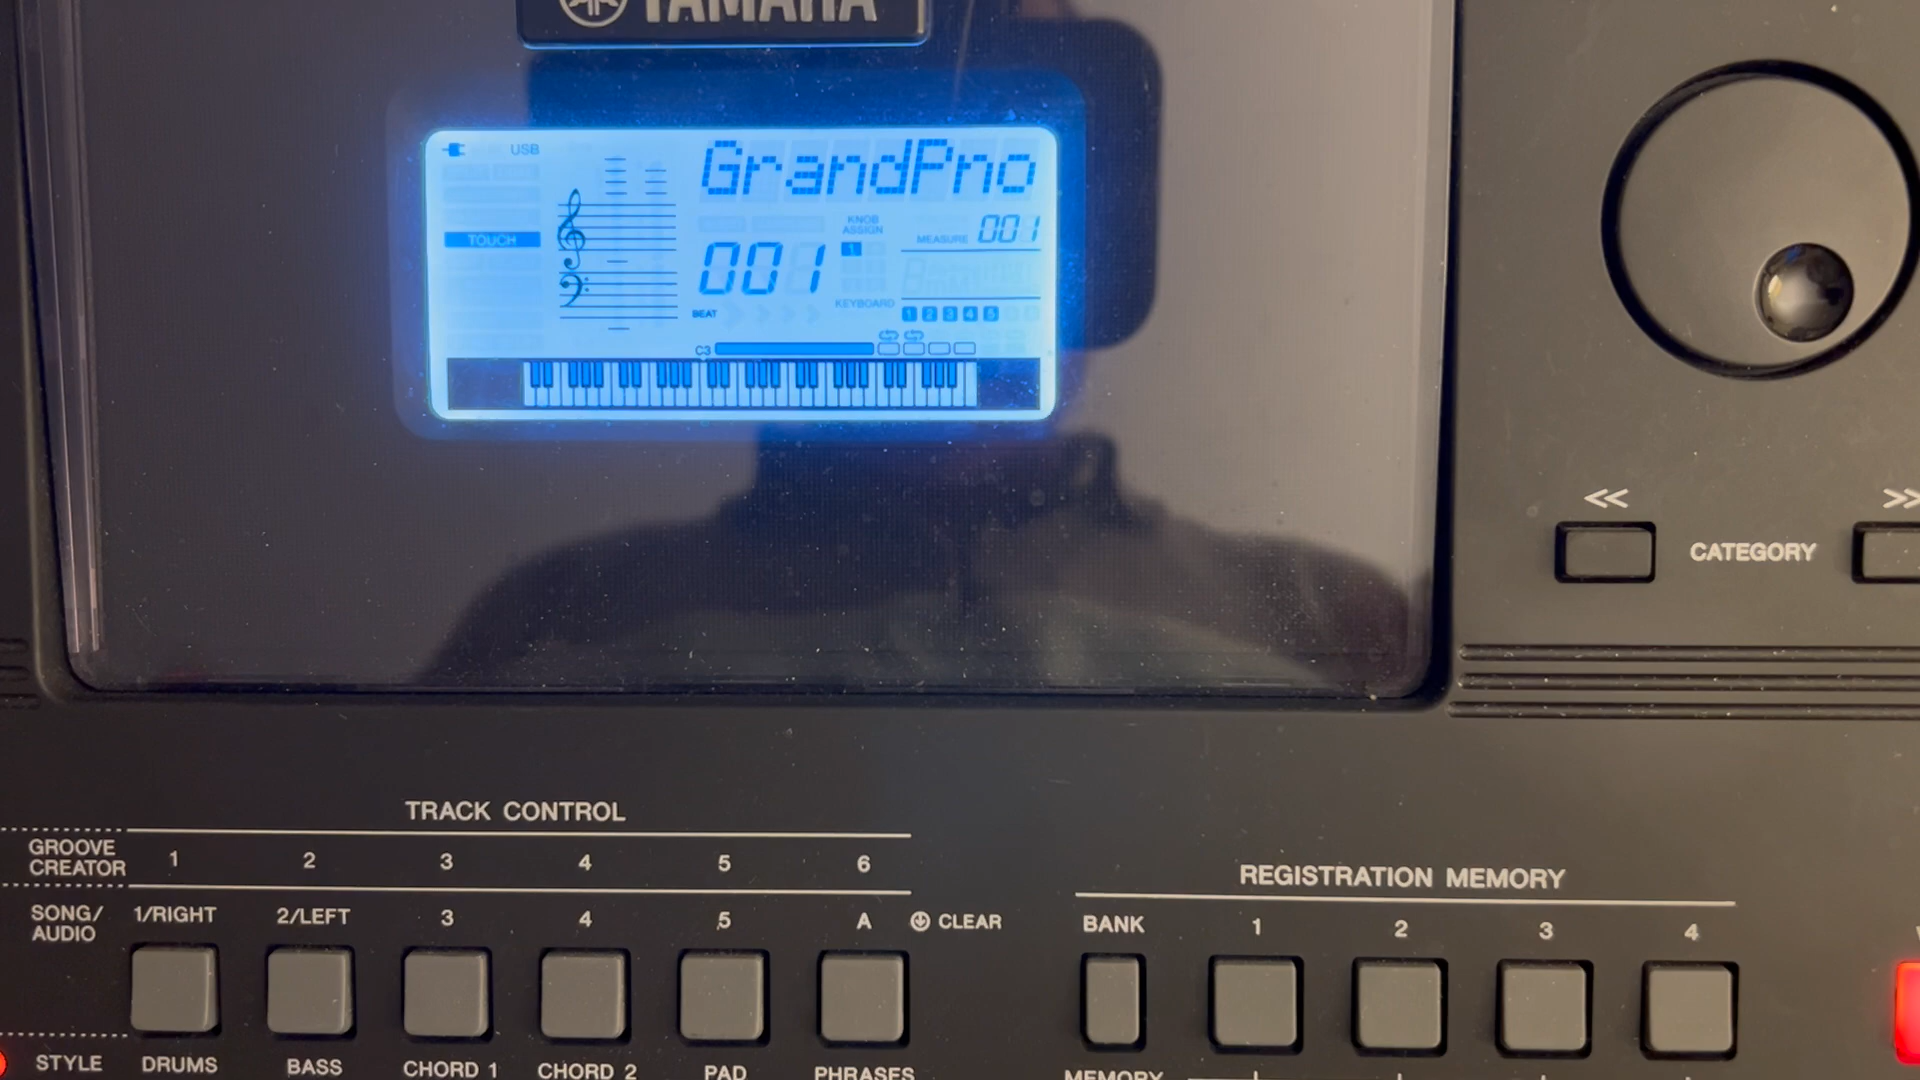 YAMAHA
USB
GrandPno
TOUCH
KNOB
ASSIGN
1
MEASURE 001
001
BEAT
KEYBOARD
1 2 3 4 5
C3
CATEGORY
TRACK CONTROL
GROOVE
CREATOR
1 2 3 4 5 6
SONG/
AUDIO
1/RIGHT 2/LEFT 3 4 5 A CLEAR
STYLE DRUMS BASS CHORD 1 CHORD 2 PAD PHRASES
REGISTRATION MEMORY
BANK 1 2 3 4
MEMORY